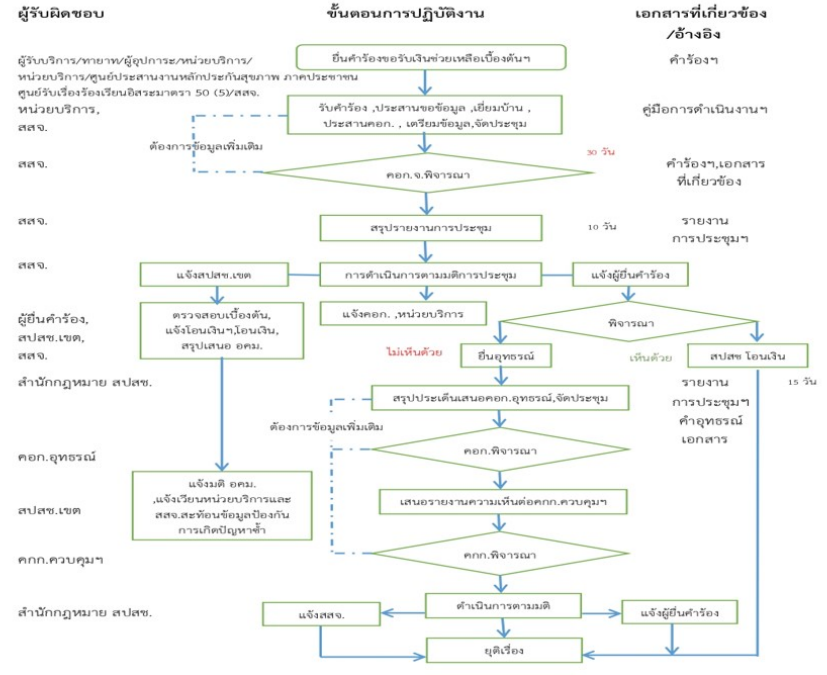 ผู้รับผิดชอบ
ขั้นตอนการปฏิบัติงาน
เอกสารที่เกี่ยวข้อง
/อ้างอิง
ผู้รับบริการ/ทายาท/ผู้อุปการะ/หน่วยบริการ/
หน่วยบริการ/ศูนย์ประสานงานหลักประกันสุขภาพ ภาคประชาชน
ศูนย์รับเรื่องร้องเรียนอิสระมาตรา 50 (5)/สสจ.
ยื่นคำร้องขอรับเงินช่วยเหลือเบื้องต้นฯ
คำร้องฯ
หน่วยบริการ,
สสจ.
รับคำร้อง ,ประสานขอข้อมูล ,เยี่ยมบ้าน ,
ประสานคอก. , เตรียมข้อมูล,จัดประชุม
คู่มือการดำเนินงานฯ
ต้องการข้อมูลเพิ่มเติม
สสจ.
คอก.จ.พิจารณา
30 วัน
คำร้องฯ,เอกสาร
ที่เกี่ยวข้อง
สสจ.
สรุปรายงานการประชุม
10 วัน
รายงาน
การประชุมฯ
สสจ.
แจ้งสปสช.เขต
การดำเนินการตามมติการประชุม
แจ้งผู้ยื่นคำร้อง
ผู้ยื่นคำร้อง,
สปสช.เขต,
สสจ.
ตรวจสอบเบื้องต้น,
แจ้งโอนเงินฯ,โอนเงิน,
สรุปเสนอ อคม.
แจ้งคอก. ,หน่วยบริการ
พิจารณา
ไม่เห็นด้วย
ยื่นอุทธรณ์
เห็นด้วย
สปสช โอนเงิน
สำนักกฎหมาย สปสช.
สรุปประเด็นเสนอคอก.อุทธรณ์,จัดประชุม
รายงาน
การประชุมฯ
คำอุทธรณ์
เอกสาร
15 วัน
ต้องการข้อมูลเพิ่มเติม
คอก.อุทธรณ์
คอก.พิจารณา
แจ้งมติ อคม.
,แจ้งเวียนหน่วยบริการและ
สสจ.สะท้อนข้อมูลป้องกัน
การเกิดปัญหาซ้ำ
สปสช.เขต
เสนอรายงานความเห็นต่อคกก.ควบคุมฯ
คกก.ควบคุมฯ
คกก.พิจารณา
สำนักกฎหมาย สปสช.
แจ้งสสจ.
ดำเนินการตามมติ
แจ้งผู้ยื่นคำร้อง
ยุติเรื่อง